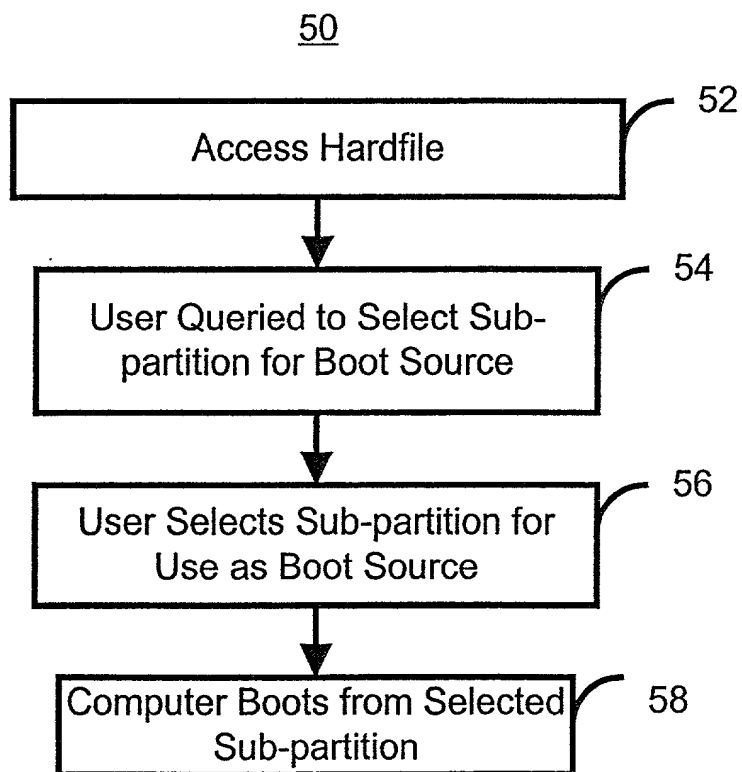 50
Access Hardfile
52
User Queried to Select Sub-
partition for Boot Source
54
User Selects Sub-partition for
Use as Boot Source
56
Computer Boots from Selected
Sub-partition
58